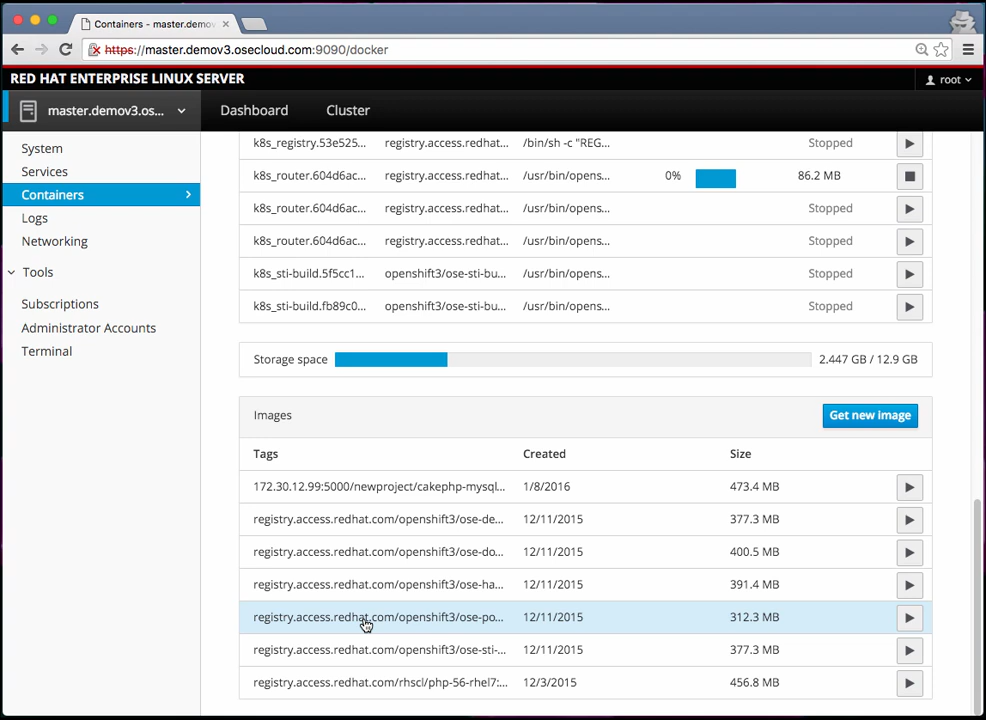 Containers - master.demov
https://master.demov3.osecloud.com:9090/docker
RED HAT ENTERPRISE LINUX SERVER
root
master.demov3.os...
Dashboard
Cluster
System
Services
Containers
Logs
Networking
Tools
Subscriptions
Administrator Accounts
Terminal
k8s_registry.53e525... registry.access.redhat... /bin/sh -c "REG... Stopped
k8s_router.604d6ac... registry.access.redhat... /usr/bin/opens... 0% 86.2 MB
k8s_router.604d6ac... registry.access.redhat... /usr/bin/opens... Stopped
k8s_router.604d6ac... registry.access.redhat... /usr/bin/opens... Stopped
k8s_sti-build.5f5cc1... openshift3/ose-sti-bu... /usr/bin/opens... Stopped
k8s_sti-build.fb89c0... openshift3/ose-sti-bu... /usr/bin/opens... Stopped
Storage space 2.447 GB / 12.9 GB
Images
Get new image
Tags Created Size
172.30.12.99:5000/newproject/cakephp-mysql... 1/8/2016 473.4 MB
registry.access.redhat.com/openshift3/ose-de... 12/11/2015 377.3 MB
registry.access.redhat.com/openshift3/ose-do... 12/11/2015 400.5 MB
registry.access.redhat.com/openshift3/ose-ha... 12/11/2015 391.4 MB
registry.access.redhat.com/openshift3/ose-po... 12/11/2015 312.3 MB
registry.access.redhat.com/openshift3/ose-sti-... 12/11/2015 377.3 MB
registry.access.redhat.com/rhscl/php-56-rhel7:... 12/3/2015 456.8 MB